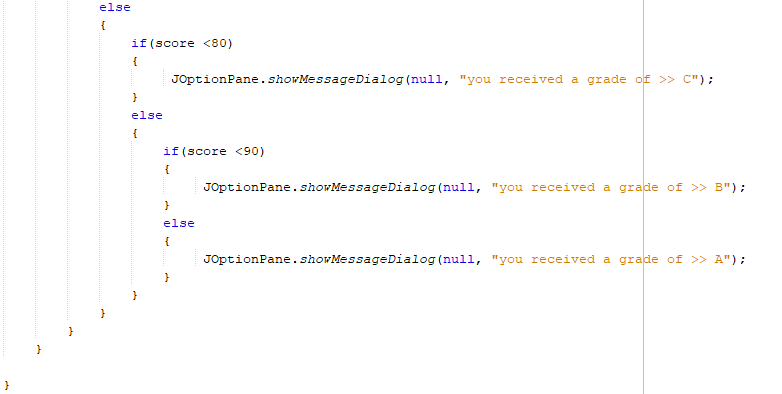 else
{
if(score <80)
{
JOptionPane.showMessageDialog(null, "you received a grade of >> C");
}
else
{
if(score <90)
{
JOptionPane.showMessageDialog(null, "you received a grade of >> B");
}
else
{
JOptionPane.showMessageDialog(null, "you received a grade of >> A");
}
}
}
}
}
}